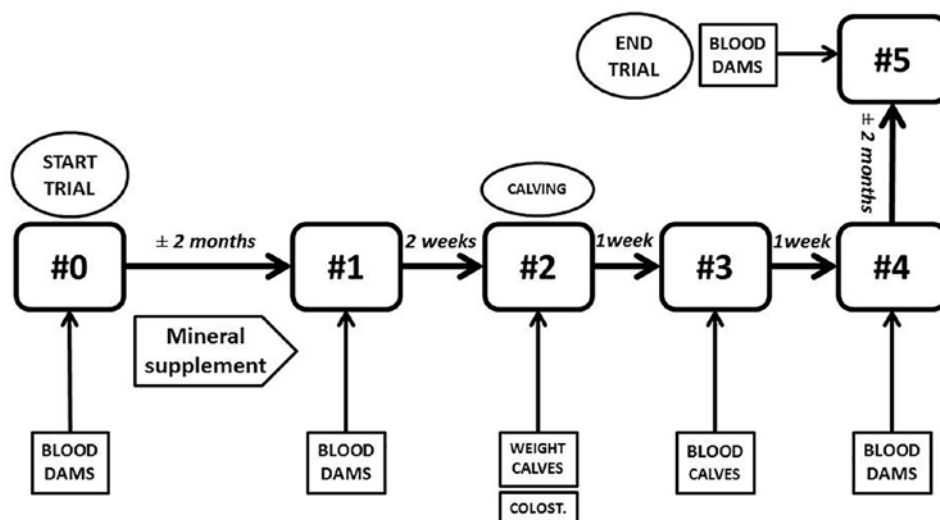 END
TRIAL
BLOOD
DAMS
#5
± 2 months
START
TRIAL
CALVING
#0
± 2 months
#1
2 weeks
#2
1week
#3
1week
#4
Mineral
supplement
BLOOD
DAMS
BLOOD
DAMS
WEIGHT
CALVES
COLOST.
BLOOD
CALVES
BLOOD
DAMS